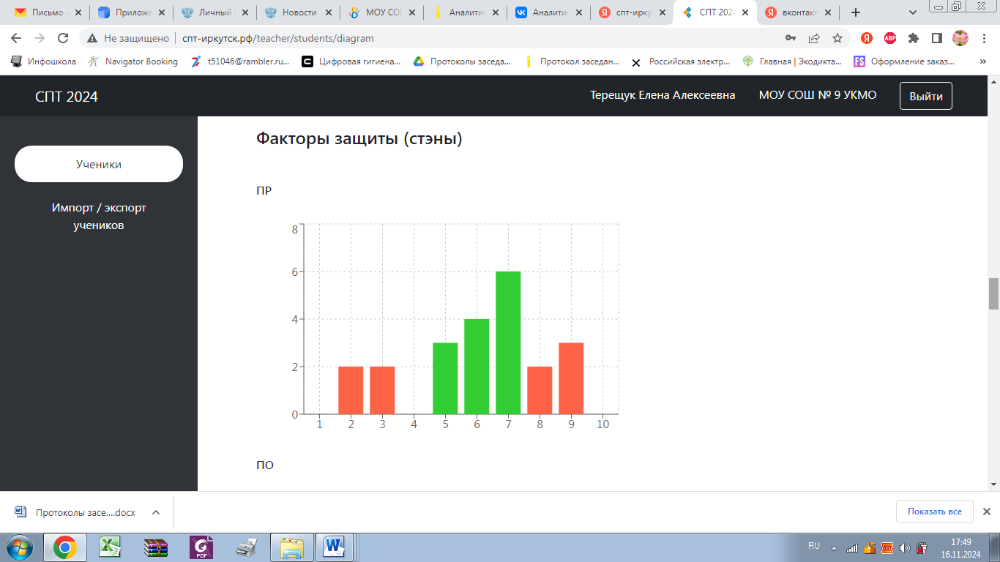 Письмо
Приложе
Личный
Новости
МОУ СОШ
Аналити
Аналити
спт-ирку
СПТ 2024
вконтакт
Не защищено
спт-иркутск.рф/teacher/students/diagram
Инфошкола
Navigator Booking
t51046@rambler.ru...
Цифровая гигиена...
Протоколы заседа...
Протокол заседан...
Российская электр...
Главная | Экодикта...
Оформление заказ...
СПТ 2024
Терещук Елена Алексеевна
МОУ СОШ № 9 УКМО
Выйти
Ученики
Импорт / экспорт
учеников
Факторы защиты (стэны)
ПР
8
6
4
2
0
1 2 3 4 5 6 7 8 9 10
ПО
Протоколы засе....docx
Показать все
RU
17:49
16.11.2024